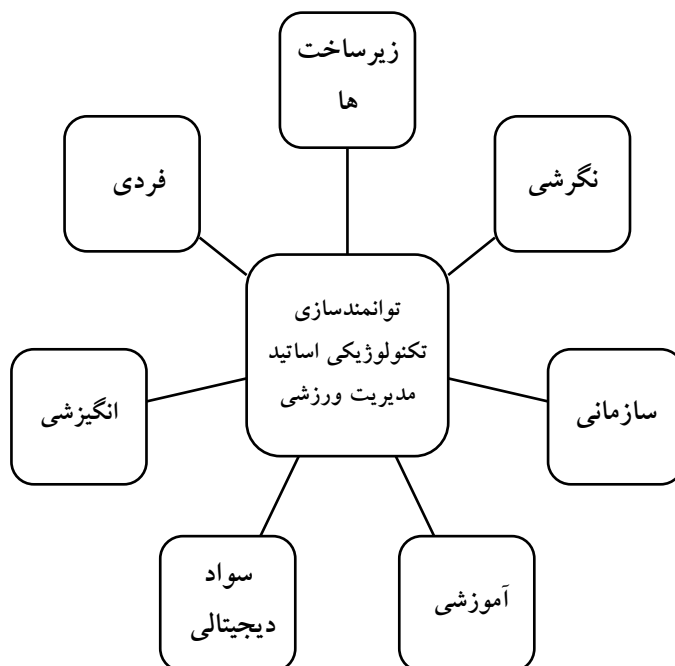 زیرساخت
ها
نگرشی
فردی
توانمندسازی
تکنولوژیکی اساتید
مدیریت ورزشی
سازمانی
انگیزشی
آموزشی
سواد
دیجیتالی